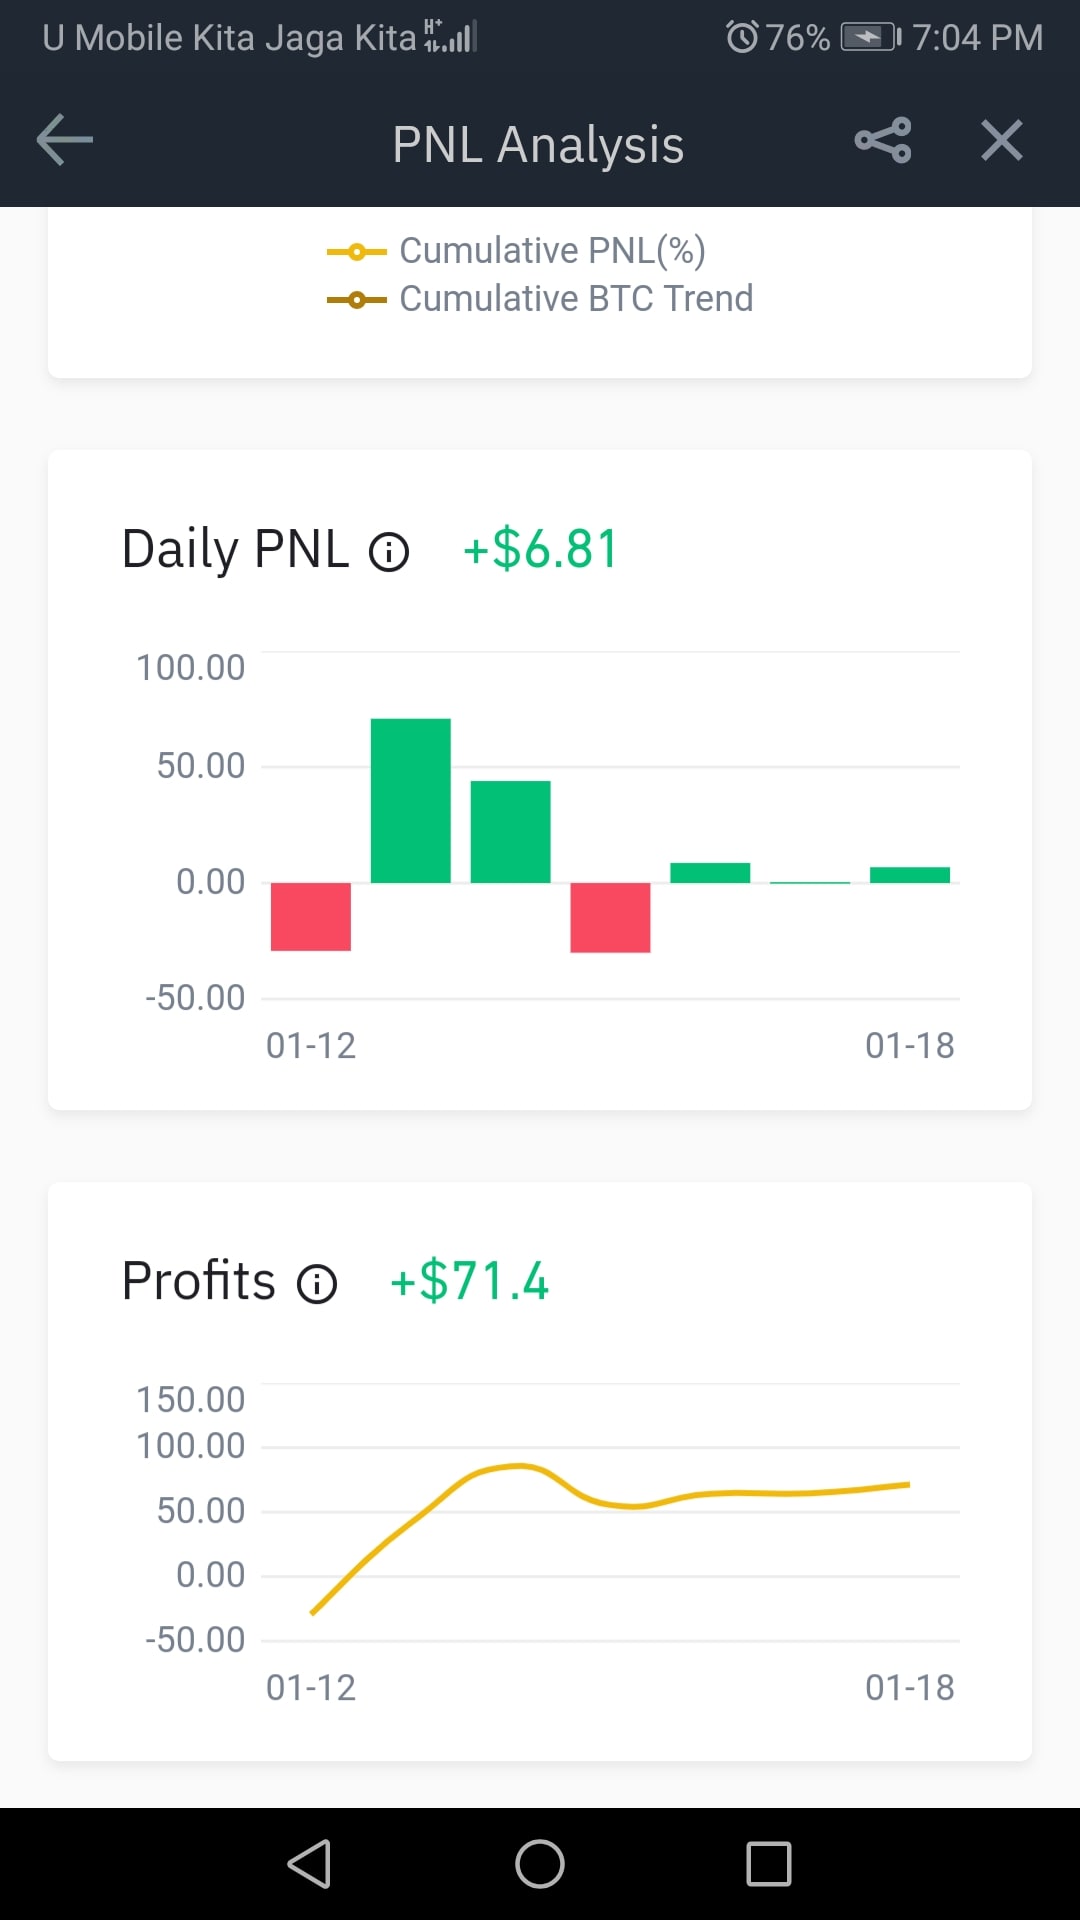 U Mobile Kita Jaga Kita H+ 76% 7:04 PM
PNL Analysis
Cumulative PNL(%)
Cumulative BTC Trend
Daily PNL +$6.81
100.00
50.00
0.00
-50.00
01-12 01-18
Profits +$71.4
150.00
100.00
50.00
0.00
-50.00
01-12 01-18